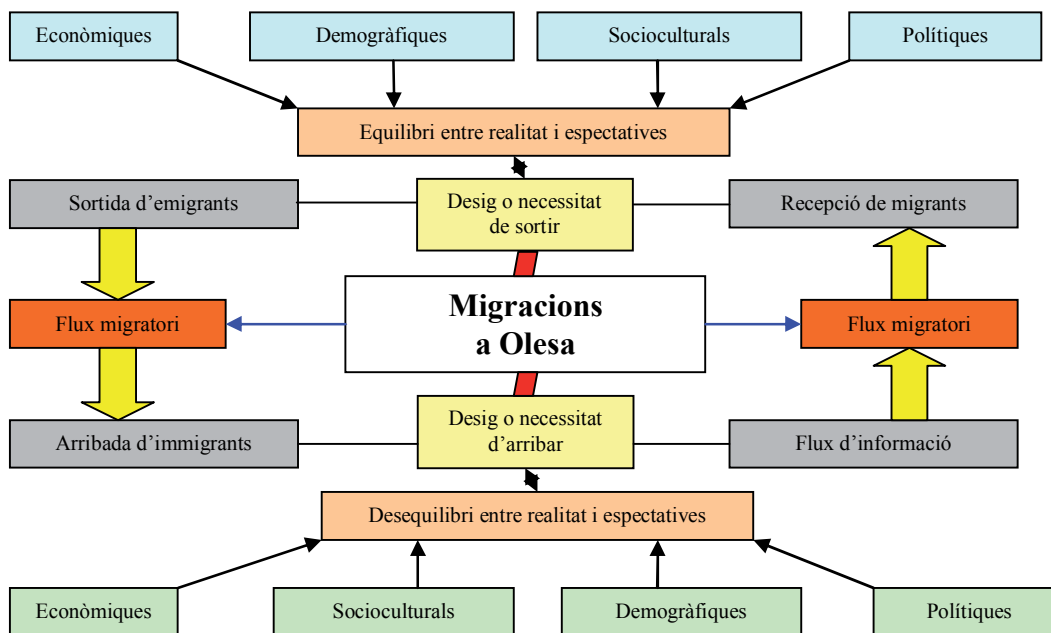 Econòmiques
Demogràfiques
Socioculturals
Polítiques
Equilibri entre realitat i espectatives
Sortida d’emigrants
Desig o necessitat
de sortir
Recepció de migrants
Flux migratori
Migracions
a Olesa
Flux migratori
Arribada d’immigrants
Desig o necessitat
d’arribar
Flux d’informació
Desequilibri entre realitat i espectatives
Econòmiques
Socioculturals
Demogràfiques
Polítiques